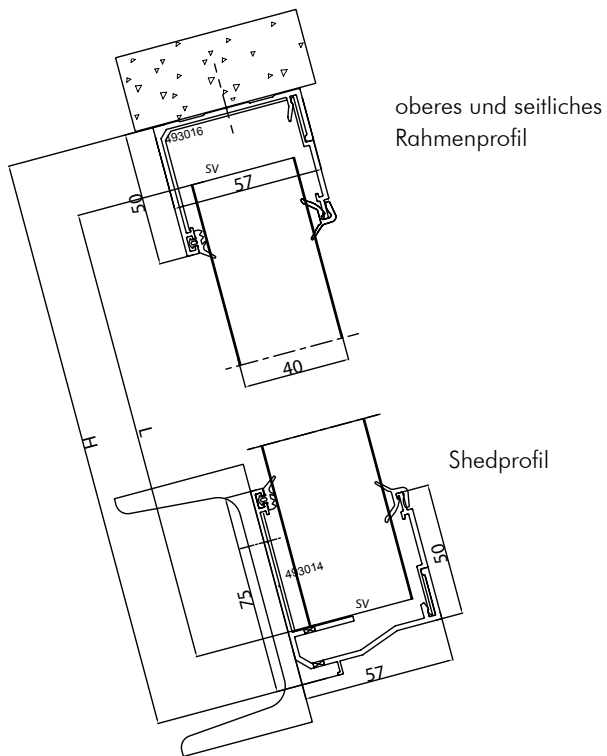 oberes und seitliches
Rahmenprofil
493016
SV
57
50
40
H
L
Shedprofil
493014
75
SV
50
57